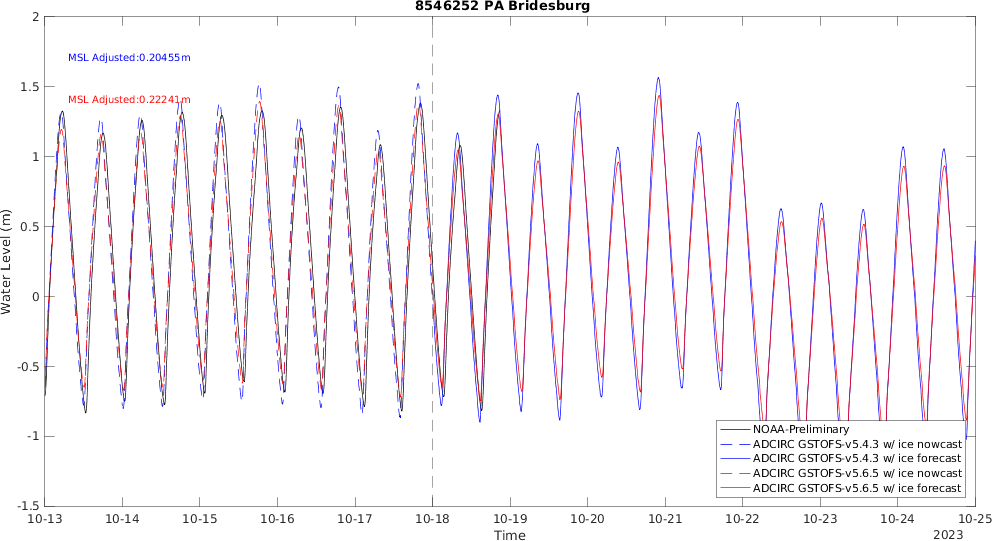 8546252 PA Bridesburg
MSL Adjusted:0.20455m
MSL Adjusted:0.22241m
2
1.5
1
0.5
0
-0.5
-1
-1.5
Water Level (m)
NOAA-Preliminary
ADCIRC GSTOFS-v5.4.3 w/ ice nowcast
ADCIRC GSTOFS-v5.4.3 w/ ice forecast
ADCIRC GSTOFS-v5.6.5 w/ ice nowcast
ADCIRC GSTOFS-v5.6.5 w/ ice forecast
10-13 10-14 10-15 10-16 10-17 10-18 10-19 10-20 10-21 10-22 10-23 10-24 10-25
Time
2023